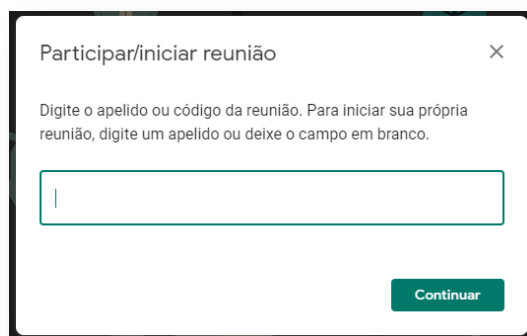 Participar/iniciar reunião
Digite o apelido ou código da reunião. Para iniciar sua própria
reunião, digite um apelido ou deixe o campo em branco.
Continuar